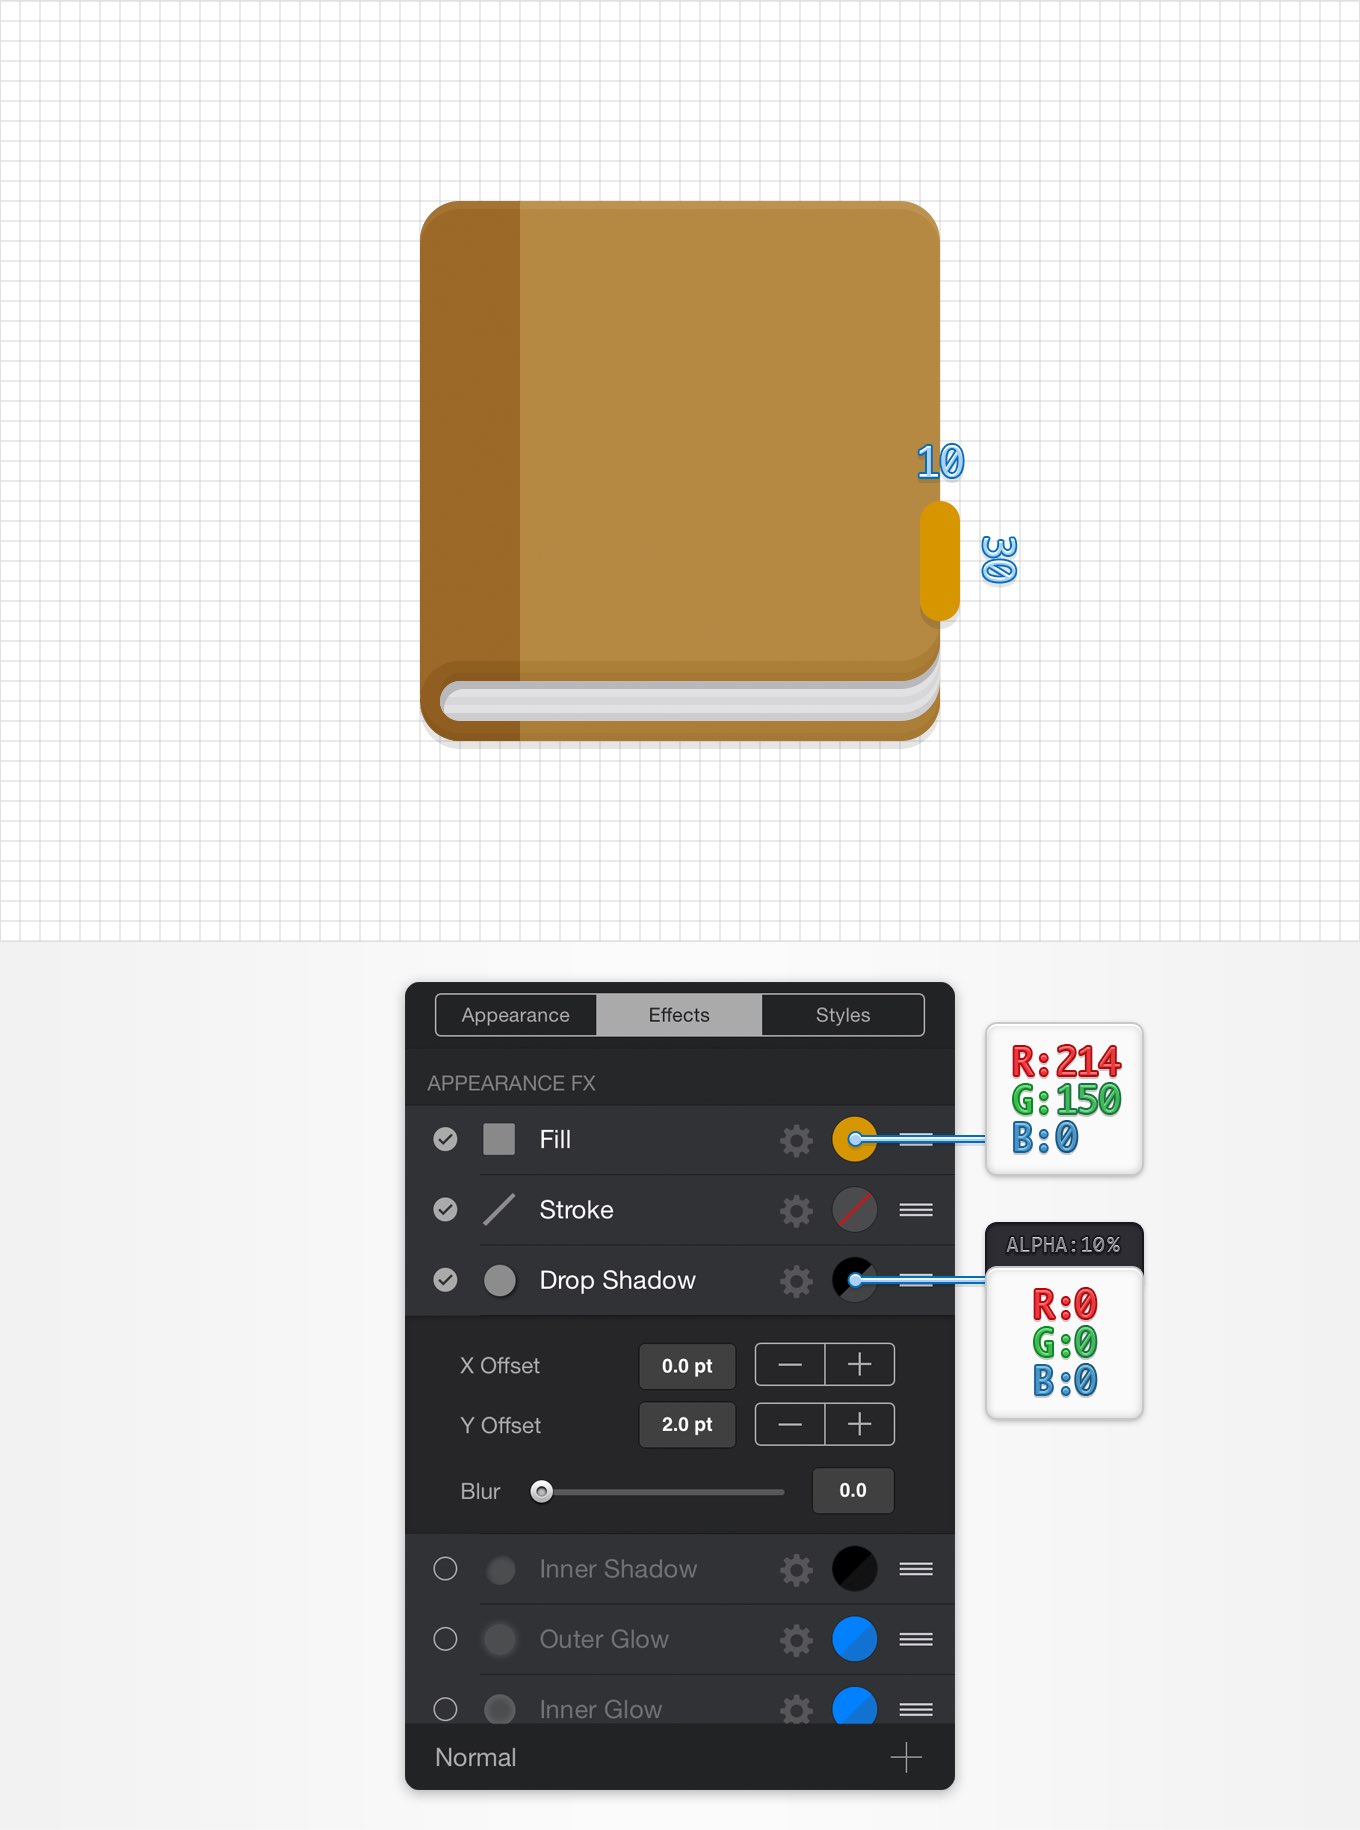 10
30
Appearance Effects Styles
APPEARANCE FX
Fill
Stroke
Drop Shadow
X Offset 0.0 pt
Y Offset 2.0 pt
Blur 0.0
Inner Shadow
Outer Glow
Inner Glow
Normal
R:214
G:150
B:0
ALPHA:10%
R:0
G:0
B:0